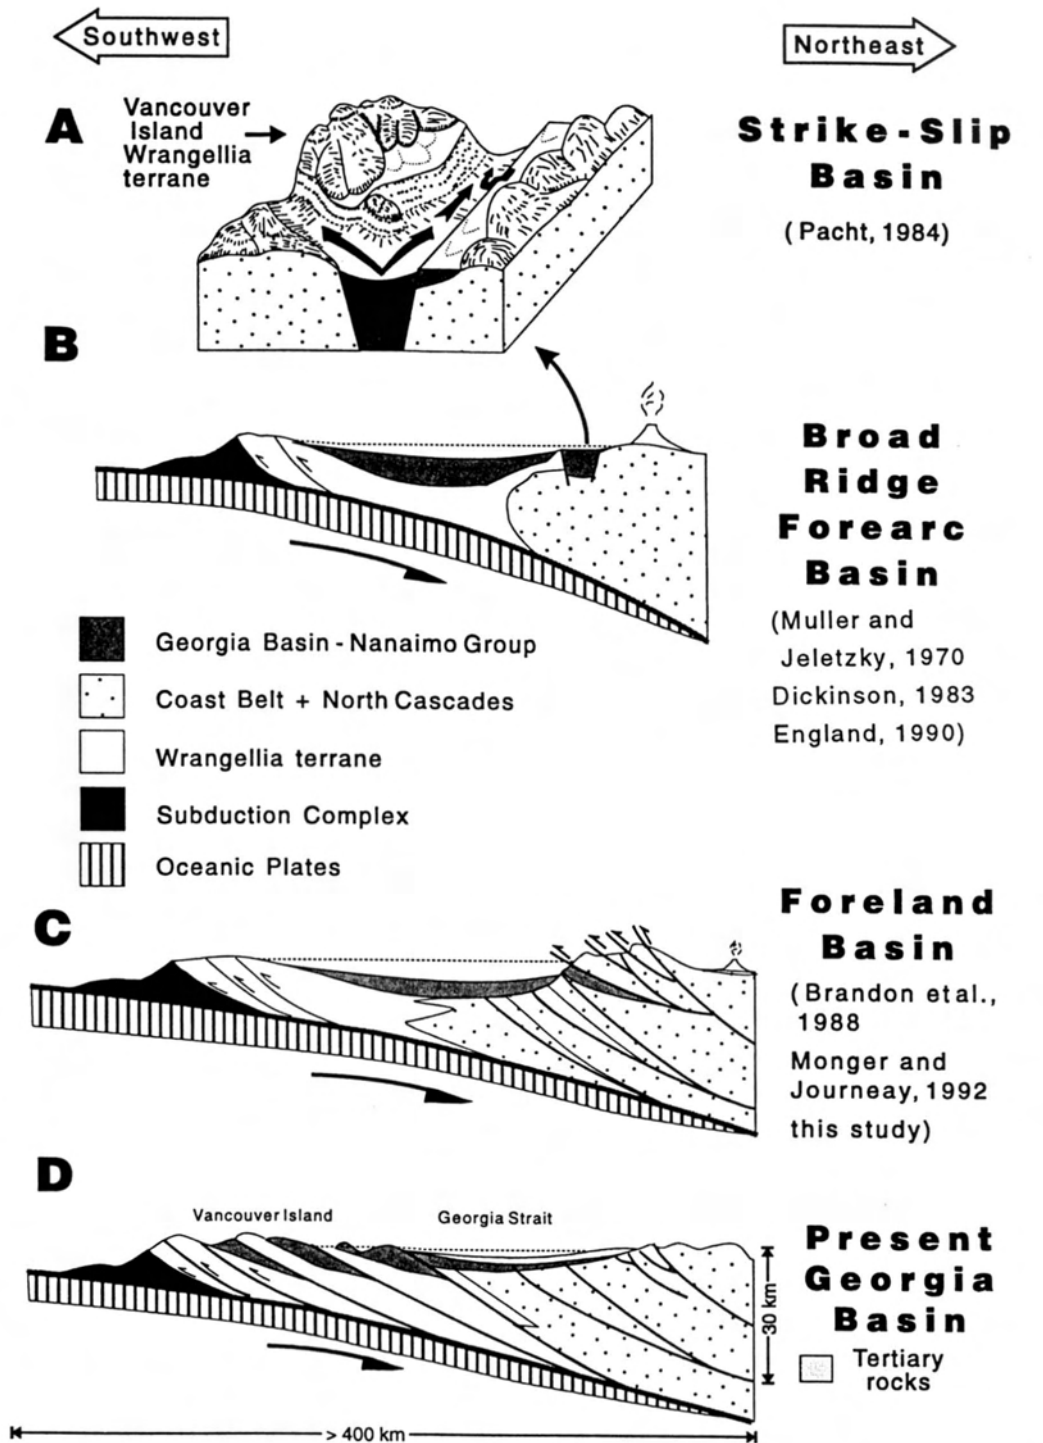 Southwest
Northeast
A
Vancouver
Island
Wrangellia
terrane
Strike-Slip
Basin
( Pacht, 1984)
B
Broad
Ridge
Forearc
Basin
(Muller and
Jeletzky, 1970
Dickinson, 1983
England, 1990)
Georgia Basin - Nanaimo Group
Coast Belt + North Cascades
Wrangellia terrane
Subduction Complex
Oceanic Plates
C
Foreland
Basin
( Brandon etal.,
1988
Monger and
Journeay, 1992
this study)
D
Vancouver Island
Georgia Strait
Present
Georgia
Basin
30 km
Tertiary
rocks
> 400 km